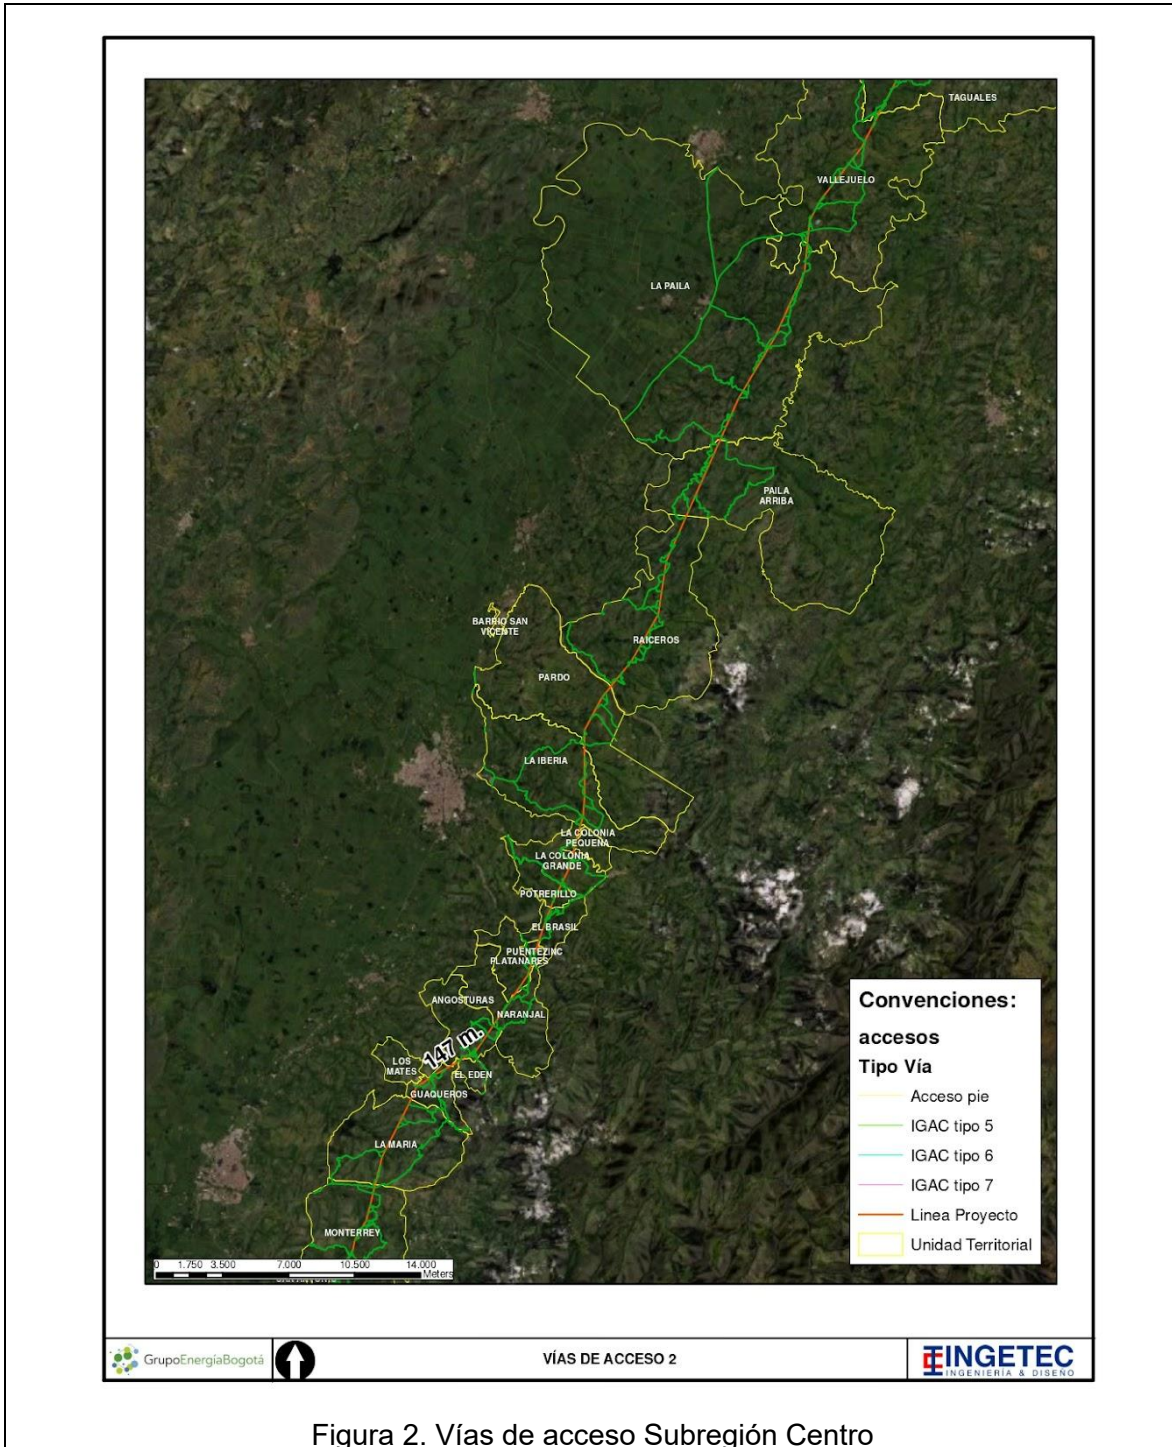 TAGUALES
VALLEJUELO
LA PAILA
PAILA
ARRIBA
BARRIO SAN
VICENTE
RAICEROS
PARDO
LA IBERIA
LA COLONIA
PEQUEÑA
LA COLONIA
GRANDE
POTRERILLO
EL BRASIL
PUENTEZINC
PLATANARES
ANGOSTURAS
NARANJAL
147 m.
LOS
MATES
EL EDEN
GUAQUEROS
LA MARIA
MONTERREY
Convenciones:
accesos
Tipo Vía
Acceso pie
IGAC tipo 5
IGAC tipo 6
IGAC tipo 7
Linea Proyecto
Unidad Territorial
0 1.750 3.500 7.000 10.500 14.000
Meters
GrupoEnergíaBogotá
VÍAS DE ACCESO 2
INGETEC
INGENIERÍA & DISEÑO
Figura 2. Vías de acceso Subregión Centro